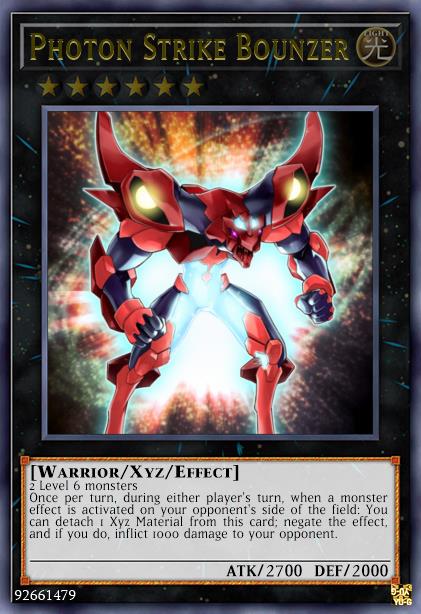 PHOTON STRIKE BOUNZER
LIGHT
光
[WARRIOR/XYZ/EFFECT]
2 Level 6 monsters
Once per turn, during either player's turn, when a monster
effect is activated on your opponent's side of the field: You
can detach 1 Xyz Material from this card; negate the effect,
and if you do, inflict 1000 damage to your opponent.
ATK/2700 DEF/2000
92661479